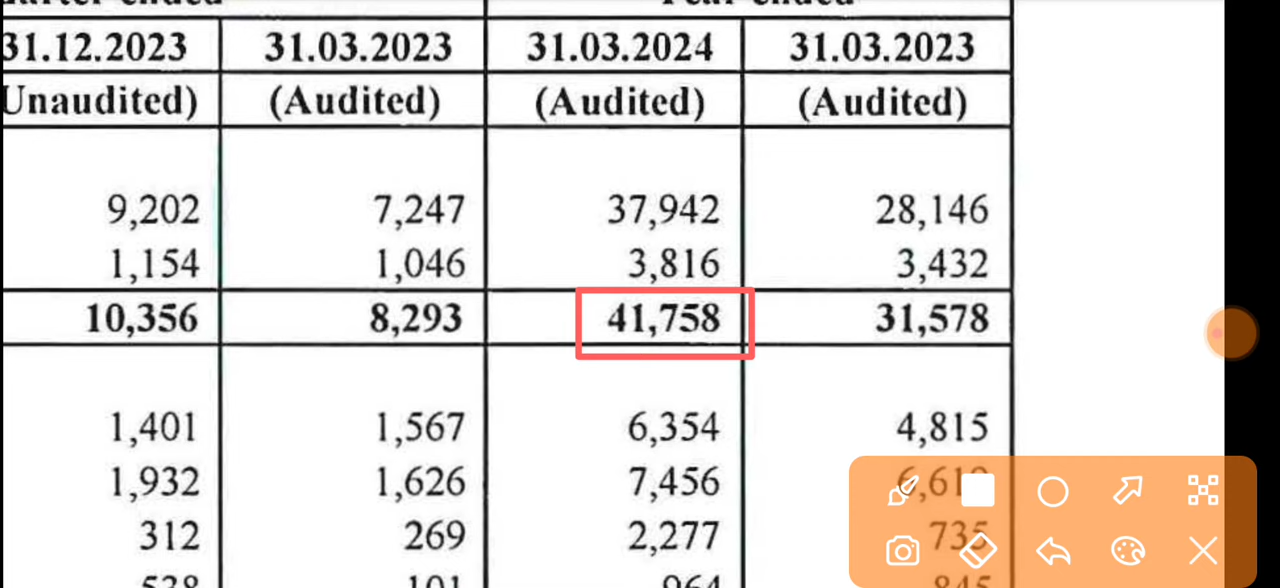 31.12.2023 31.03.2023 31.03.2024 31.03.2023
Unaudited) (Audited) (Audited) (Audited)
9,202 7,247 37,942 28,146
1,154 1,046 3,816 3,432
10,356 8,293 41,758 31,578
1,401 1,567 6,354 4,815
1,932 1,626 7,456
312 269 2,277 735